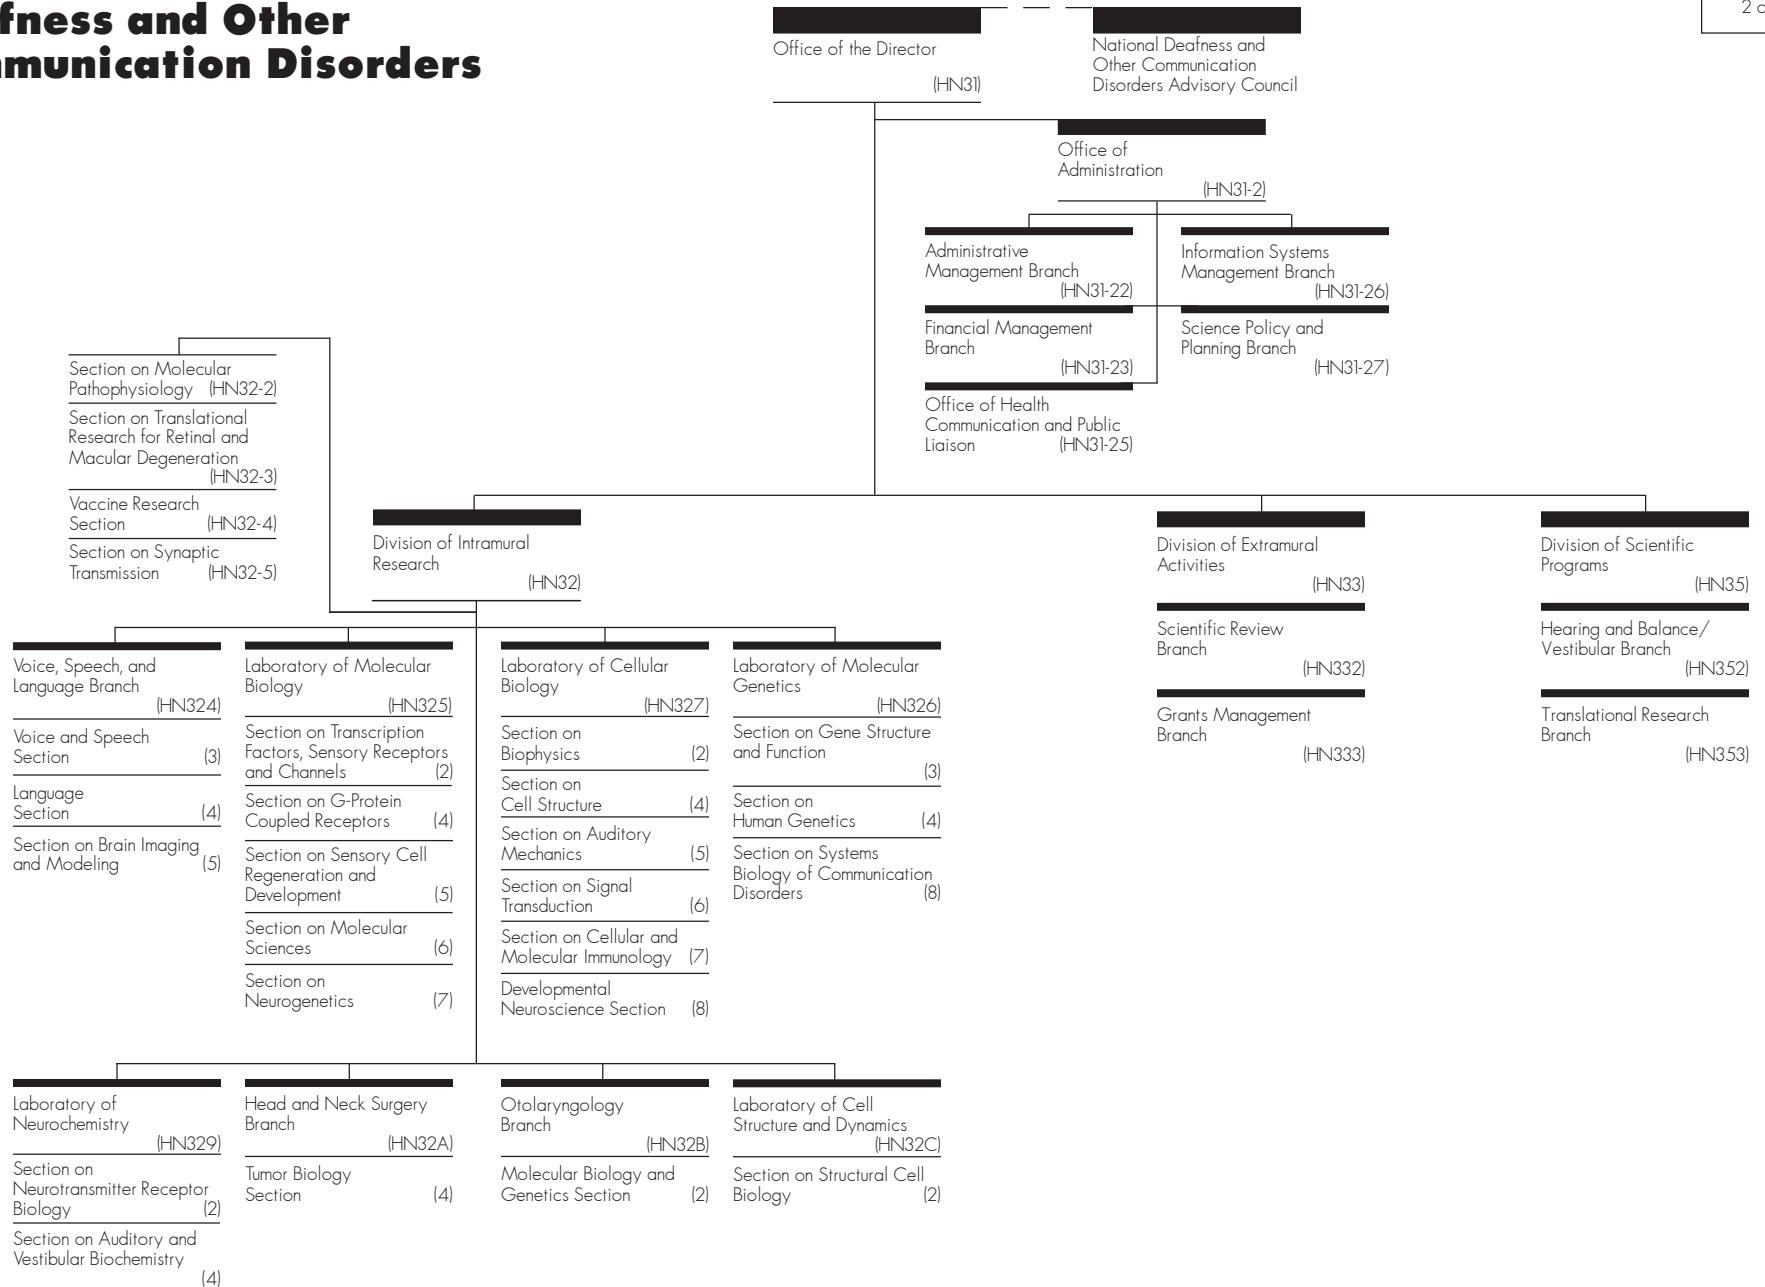 fness and Other
mmunication Disorders
2 o
Office of the Director
(HN31)
National Deafness and
Other Communication
Disorders Advisory Council
Office of
Administration
(HN31-2)
Administrative
Management Branch
(HN31-22)
Information Systems
Management Branch
(HN31-26)
Financial Management
Branch
(HN31-23)
Science Policy and
Planning Branch
(HN31-27)
Office of Health
Communication and Public
Liaison (HN31-25)
Section on Molecular
Pathophysiology (HN32-2)
Section on Translational
Research for Retinal and
Macular Degeneration
(HN32-3)
Vaccine Research
Section (HN32-4)
Section on Synaptic
Transmission (HN32-5)
Division of Intramural
Research
(HN32)
Division of Extramural
Activities
(HN33)
Scientific Review
Branch
(HN332)
Grants Management
Branch
(HN333)
Division of Scientific
Programs
(HN35)
Hearing and Balance/
Vestibular Branch
(HN352)
Translational Research
Branch
(HN353)
Voice, Speech, and
Language Branch
(HN324)
Voice and Speech
Section (3)
Language
Section (4)
Section on Brain Imaging
and Modeling (5)
Laboratory of Molecular
Biology
(HN325)
Section on Transcription
Factors, Sensory Receptors
and Channels (2)
Section on G-Protein
Coupled Receptors (4)
Section on Sensory Cell
Regeneration and
Development (5)
Section on Molecular
Sciences (6)
Section on
Neurogenetics (7)
Laboratory of Cellular
Biology
(HN327)
Section on
Biophysics (2)
Section on
Cell Structure (4)
Section on Auditory
Mechanics (5)
Section on Signal
Transduction (6)
Section on Cellular and
Molecular Immunology (7)
Developmental
Neuroscience Section (8)
Laboratory of Molecular
Genetics
(HN326)
Section on Gene Structure
and Function
(3)
Section on
Human Genetics (4)
Section on Systems
Biology of Communication
Disorders (8)
Laboratory of
Neurochemistry
(HN329)
Section on
Neurotransmitter Receptor
Biology (2)
Section on Auditory and
Vestibular Biochemistry
(4)
Head and Neck Surgery
Branch
(HN32A)
Tumor Biology
Section (4)
Otolaryngology
Branch
(HN32B)
Molecular Biology and
Genetics Section (2)
Laboratory of Cell
Structure and Dynamics
(HN32C)
Section on Structural Cell
Biology (2)